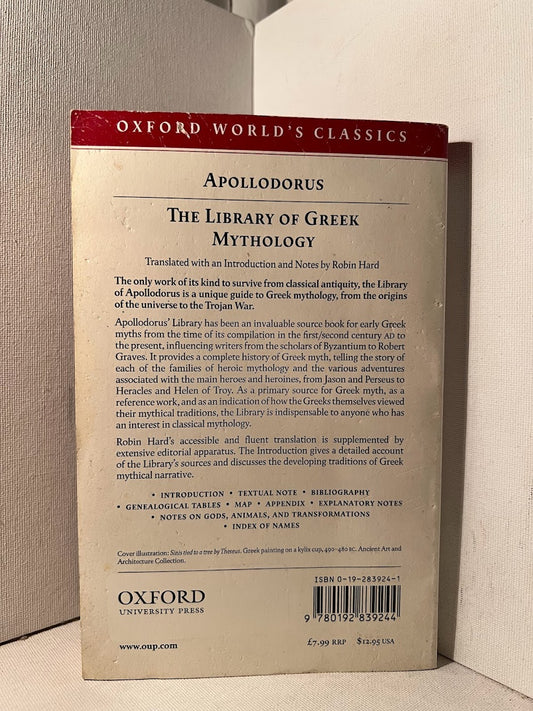 OXFORD WORLD'S CLASSICS
APOLLODORUS
THE LIBRARY OF GREEK
MYTHOLOGY
Translated with an Introduction and Notes by Robin Hard
The only work of its kind to survive from classical antiquity, the Library
of Apollodorus is a unique guide to Greek mythology, from the origins
of the universe to the Trojan War.
Apollodorus' Library has been an invaluable source book for early Greek
myths from the time of its compilation in the first/second century AD to
the present, influencing writers from the scholars of Byzantium to Robert
Graves. It provides a complete history of Greek myth, telling the story of
each of the families of heroic mythology and the various adventures
associated with the main heroes and heroines, from Jason and Perseus to
Heracles and Helen of Troy. As a primary source for Greek myth, as a
reference work, and as an indication of how the Greeks themselves viewed
their mythical traditions, the Library is indispensable to anyone who has
an interest in classical mythology.
Robin Hard's accessible and fluent translation is supplemented by
extensive editorial apparatus. The Introduction gives a detailed account
of the Library's sources and discusses the developing traditions of Greek
mythical narrative.
• INTRODUCTION • TEXTUAL NOTE • BIBLIOGRAPHY
• GENEALOGICAL TABLES • MAP • APPENDIX • EXPLANATORY NOTES
• NOTES ON GODS, ANIMALS, AND TRANSFORMATIONS
• INDEX OF NAMES
Cover illustration: Sinis tied to a tree by Theseus. Greek painting on a kylix cup, 490–480 BC. Ancient Art and
Architecture Collection.
ISBN 0-19-283924-1
OXFORD
UNIVERSITY PRESS
9 780192 839244
www.oup.com
£7.99 RRP $12.95 USA